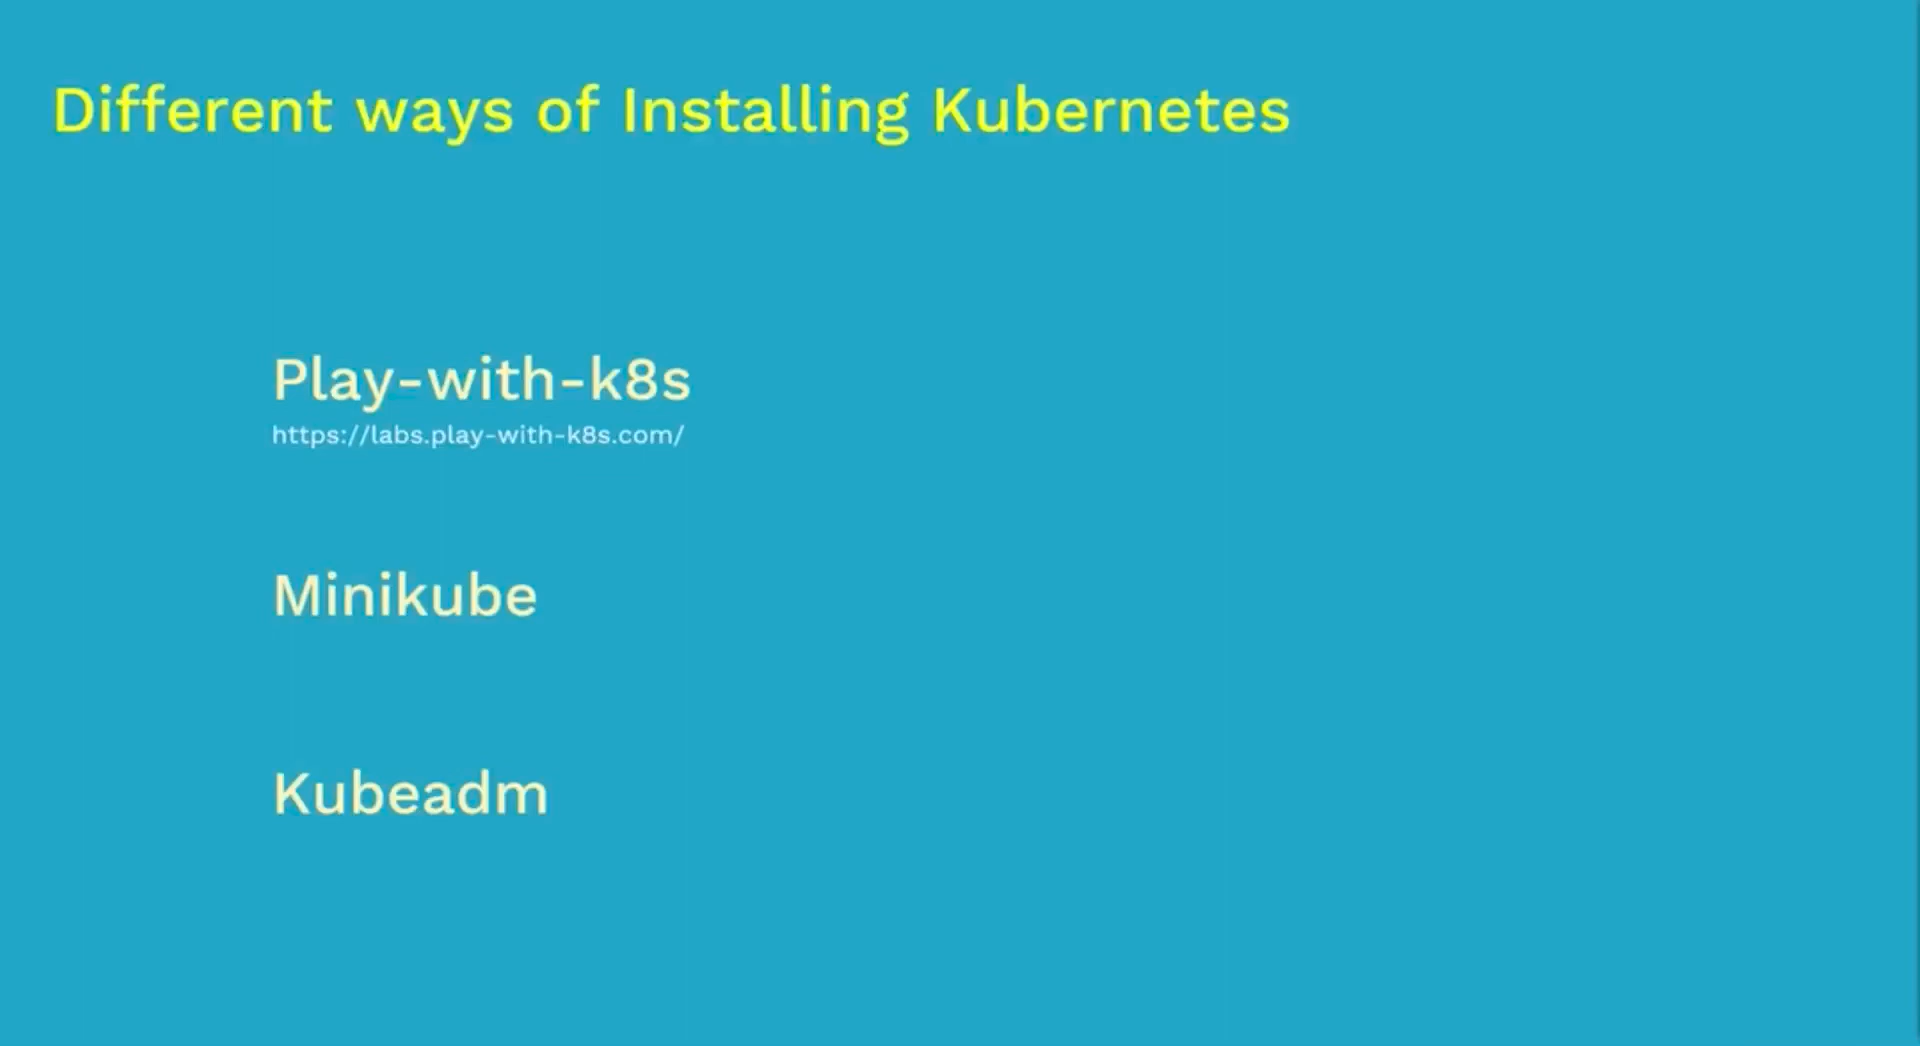 Different ways of Installing Kubernetes
Play-with-k8s
https://labs.play-with-k8s.com/
Minikube
Kubeadm